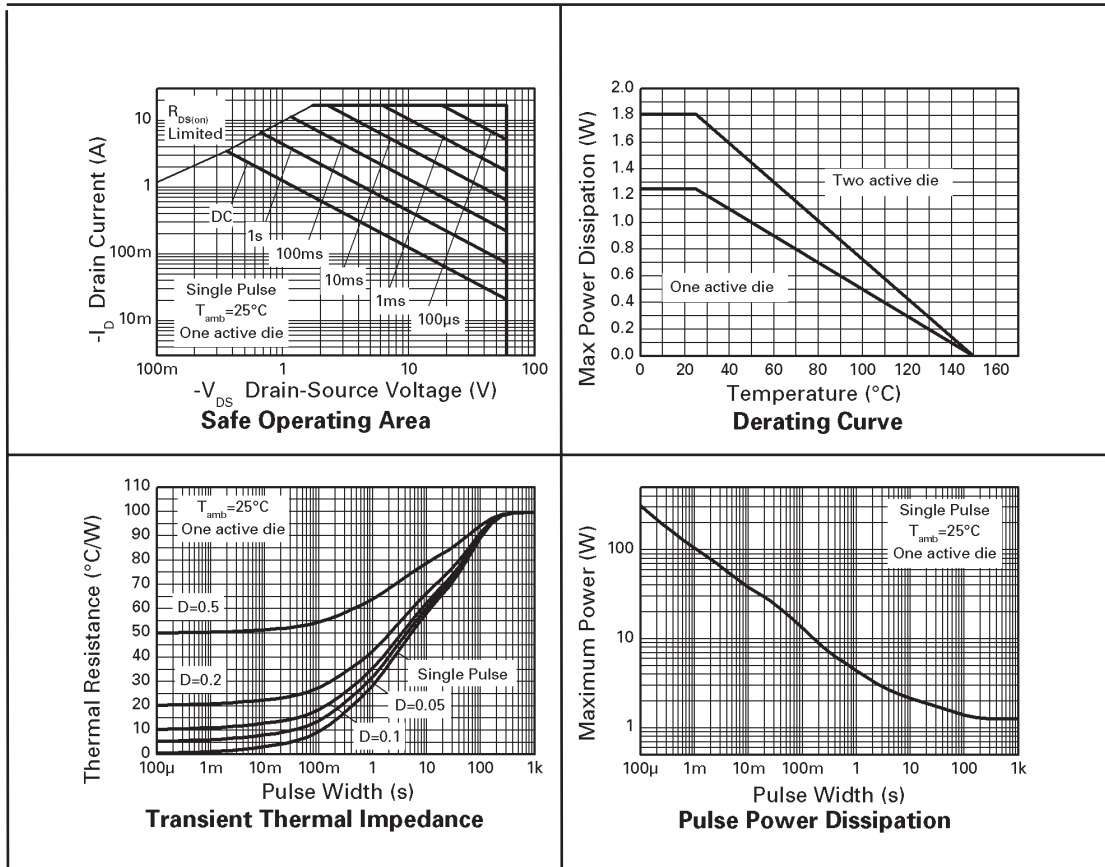 R_DS(on)
Limited
10
1
100m
10m
-I_D Drain Current (A)
DC
1s
100ms
10ms
1ms
100µs
Single Pulse
T_amb=25°C
One active die
100m 1 10 100
-V_DS Drain-Source Voltage (V)
Safe Operating Area
2.0
1.8
1.6
1.4
1.2
1.0
0.8
0.6
0.4
0.2
0.0
Max Power Dissipation (W)
Two active die
One active die
0 20 40 60 80 100 120 140 160
Temperature (°C)
Derating Curve
110
100
90
80
70
60
50
40
30
20
10
0
Thermal Resistance (°C/W)
T_amb=25°C
One active die
D=0.5
D=0.2
Single Pulse
D=0.05
D=0.1
100µ 1m 10m 100m 1 10 100 1k
Pulse Width (s)
Transient Thermal Impedance
100
10
1
Maximum Power (W)
Single Pulse
T_amb=25°C
One active die
100µ 1m 10m 100m 1 10 100 1k
Pulse Width (s)
Pulse Power Dissipation